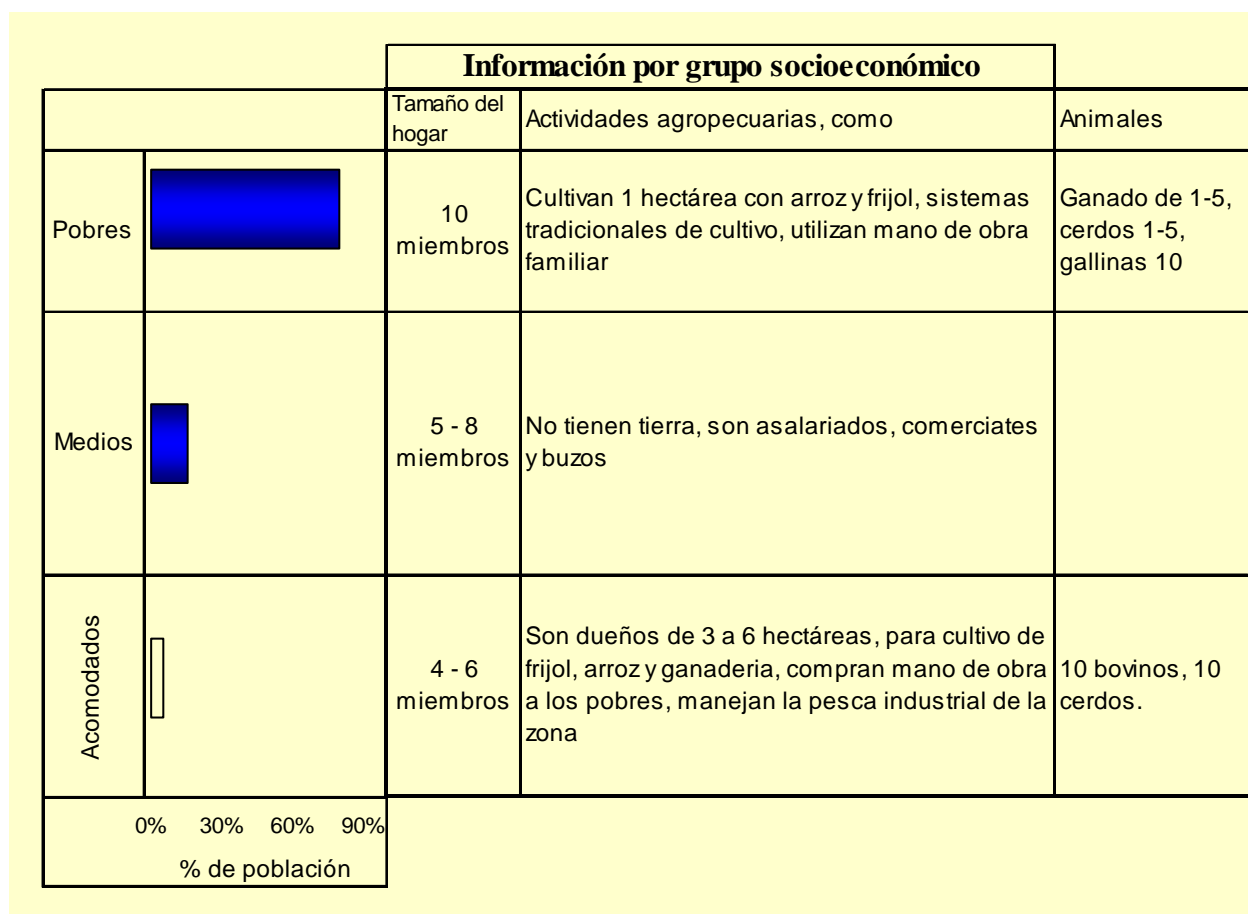 Información por grupo socioeconómico
Tamaño del
hogar
Actividades agropecuarias, como
Animales
Pobres
10
miembros
Cultivan 1 hectárea con arroz y frijol, sistemas
tradicionales de cultivo, utilizan mano de obra
familiar
Ganado de 1-5,
cerdos 1-5,
gallinas 10
Medios
5 - 8
miembros
No tienen tierra, son asalariados, comerciates
y buzos
Acomodados
4 - 6
miembros
Son dueños de 3 a 6 hectáreas, para cultivo de
frijol, arroz y ganaderia, compran mano de obra
a los pobres, manejan la pesca industrial de la
zona
10 bovinos, 10
cerdos.
0% 30% 60% 90%
% de población